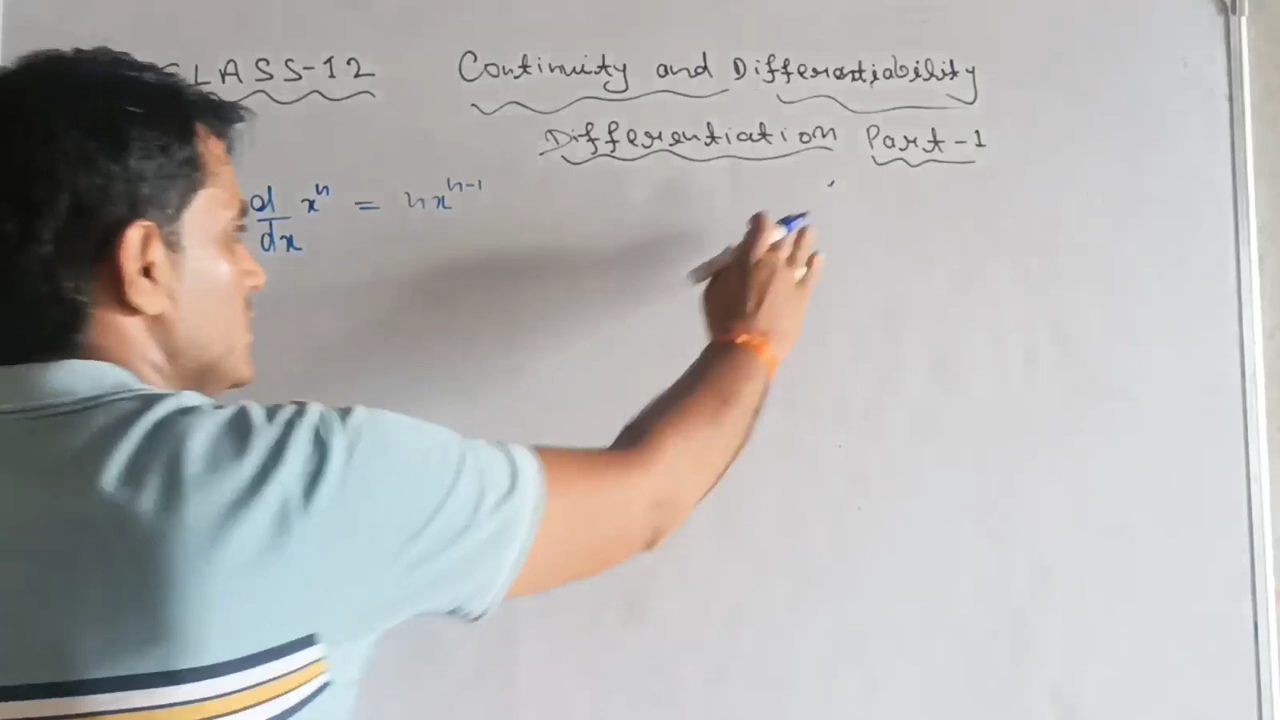 CLASS-12
Continuity and Differentiability
Differentiation Part-1
d/dx xⁿ = nxⁿ⁻¹